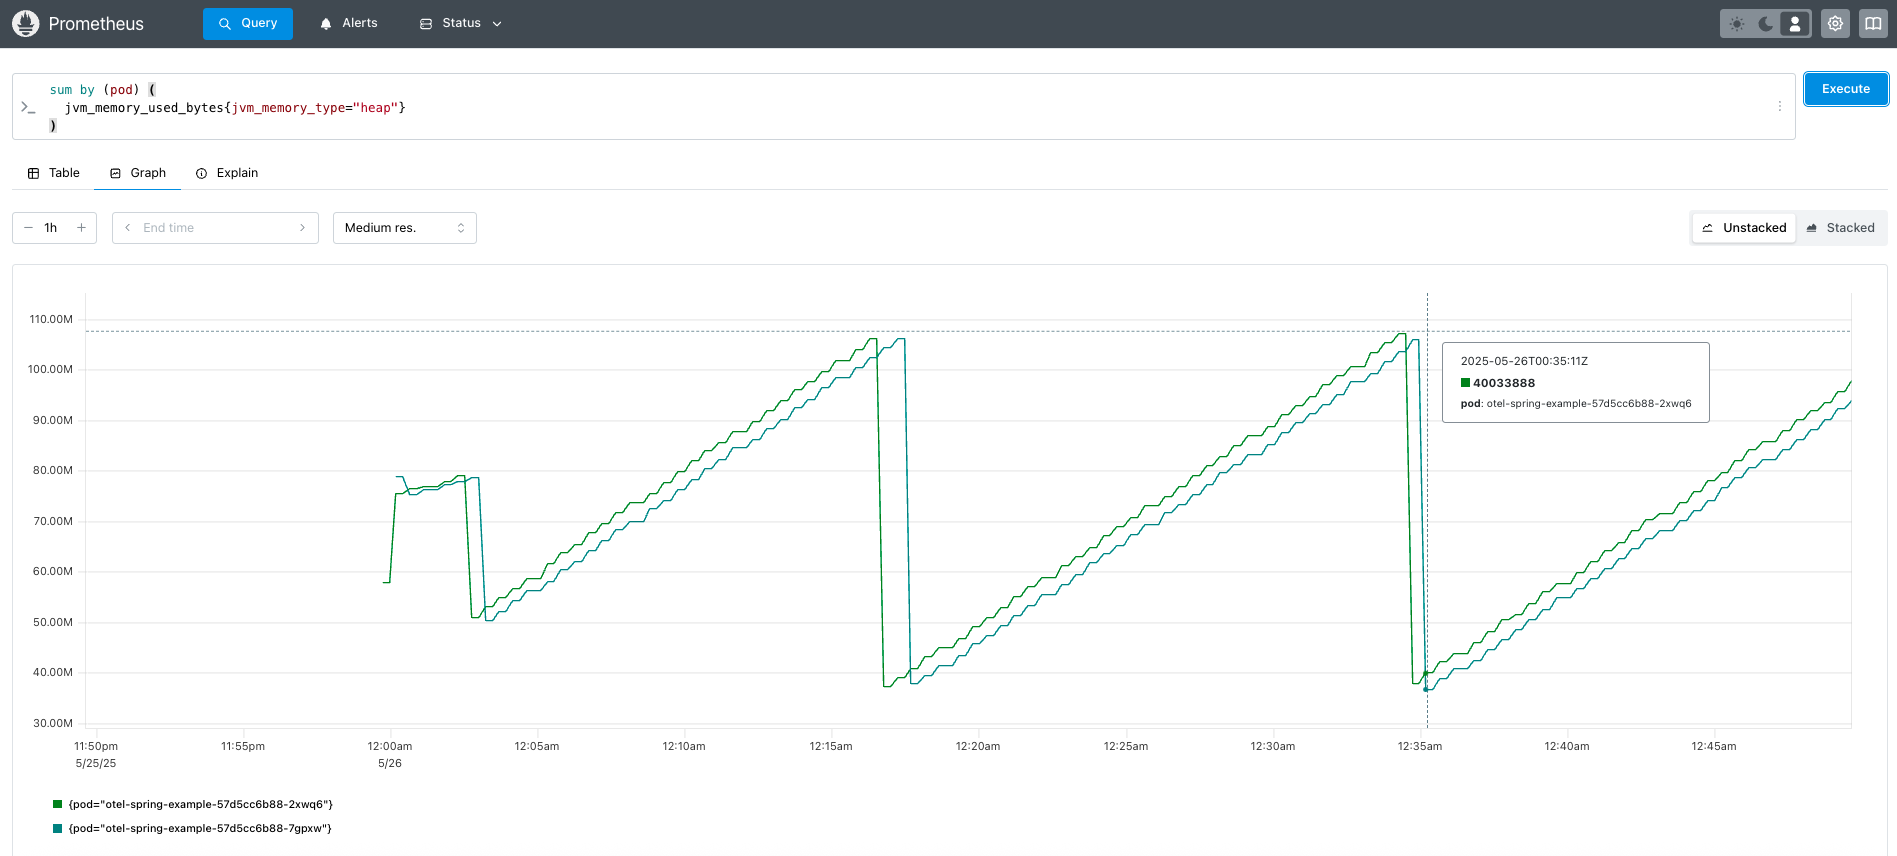 Prometheus
Query
Alerts
Status
sum by (pod) (
jvm_memory_used_bytes{jvm_memory_type="heap"}
)
Execute
Table
Graph
Explain
1h
End time
Medium res.
Unstacked
Stacked
110.00M
100.00M
90.00M
80.00M
70.00M
60.00M
50.00M
40.00M
30.00M
2025-05-26T00:35:11Z
40033888
pod: otel-spring-example-57d5cc6b88-2xwq6
11:50pm 11:55pm 12:00am 12:05am 12:10am 12:15am 12:20am 12:25am 12:30am 12:35am 12:40am 12:45am
5/25/25 5/26
{pod="otel-spring-example-57d5cc6b88-2xwq6"}
{pod="otel-spring-example-57d5cc6b88-7gpxw"}